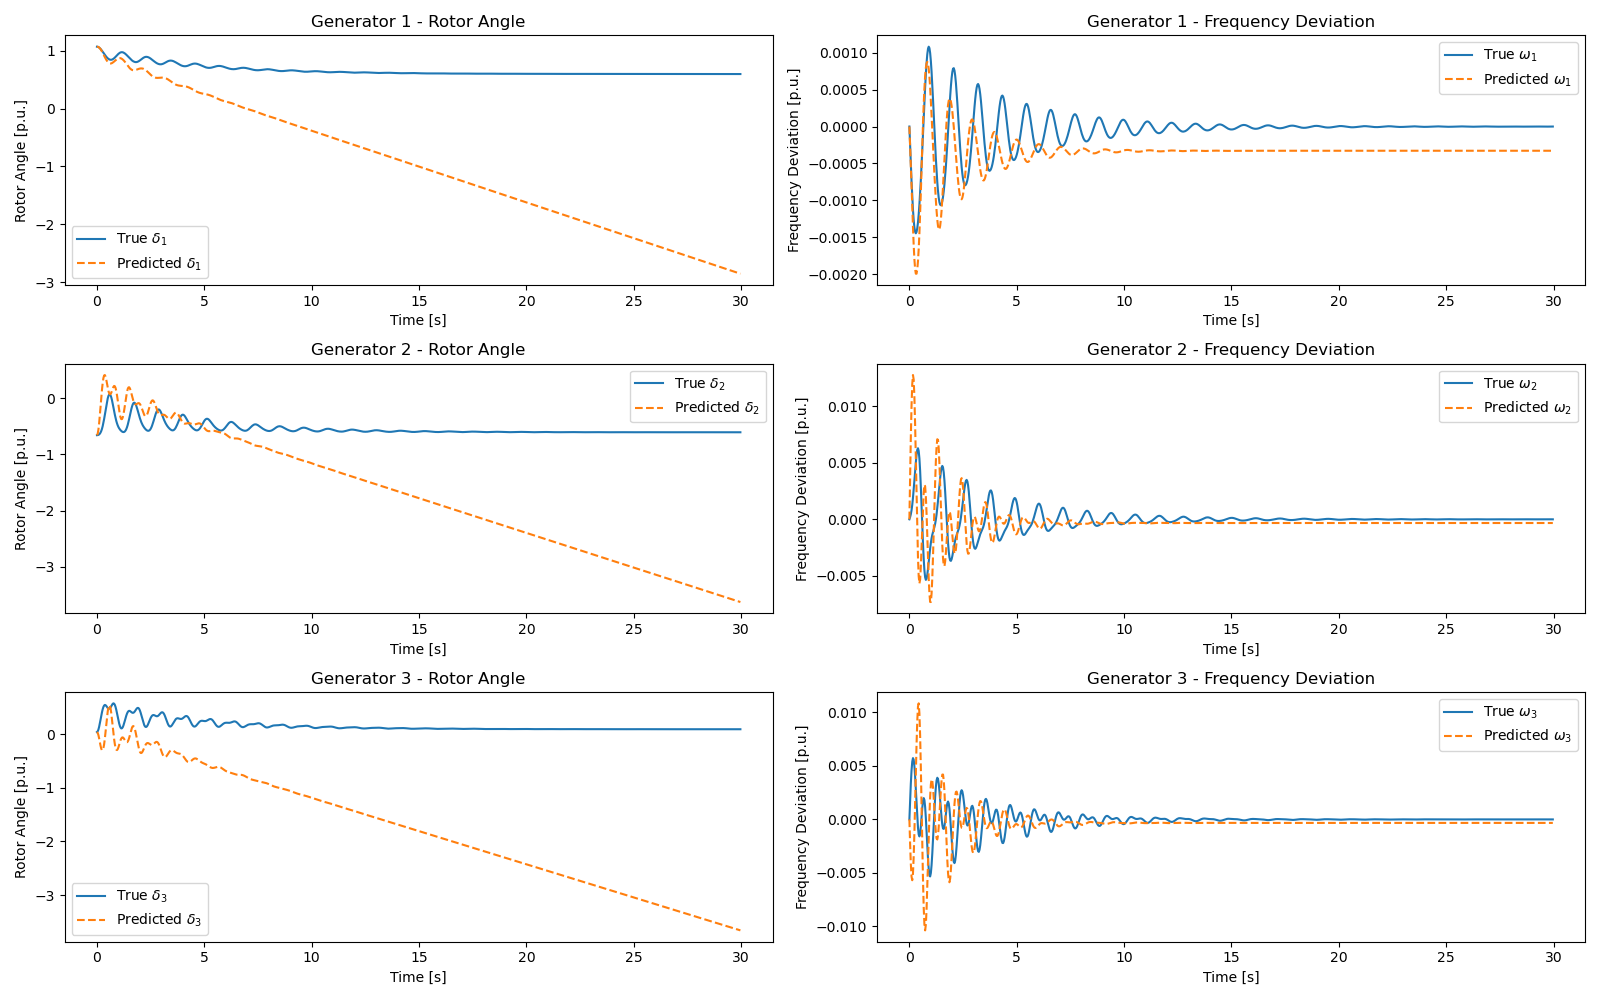 Generator 1 - Rotor Angle
Rotor Angle [p.u.]
1
0
−1
−2
−3
True δ₁
Predicted δ₁
0 5 10 15 20 25 30
Time [s]
Generator 1 - Frequency Deviation
Frequency Deviation [p.u.]
0.0010
0.0005
0.0000
−0.0005
−0.0010
−0.0015
−0.0020
True ω₁
Predicted ω₁
0 5 10 15 20 25 30
Time [s]
Generator 2 - Rotor Angle
Rotor Angle [p.u.]
0
−1
−2
−3
True δ₂
Predicted δ₂
0 5 10 15 20 25 30
Time [s]
Generator 2 - Frequency Deviation
Frequency Deviation [p.u.]
0.010
0.005
0.000
−0.005
True ω₂
Predicted ω₂
0 5 10 15 20 25 30
Time [s]
Generator 3 - Rotor Angle
Rotor Angle [p.u.]
0
−1
−2
−3
True δ₃
Predicted δ₃
0 5 10 15 20 25 30
Time [s]
Generator 3 - Frequency Deviation
Frequency Deviation [p.u.]
0.010
0.005
0.000
−0.005
−0.010
True ω₃
Predicted ω₃
0 5 10 15 20 25 30
Time [s]